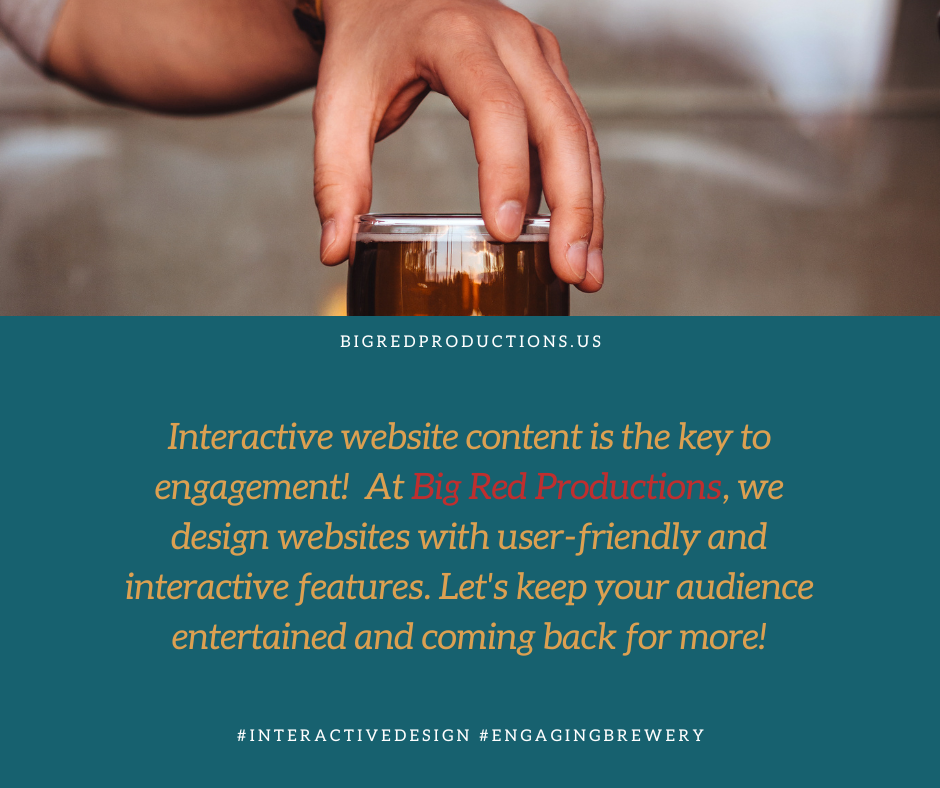 BIGREDPRODUCTIONS.US
Interactive website content is the key to
engagement!  At Big Red Productions, we
design websites with user-friendly and
interactive features. Let's keep your audience
entertained and coming back for more!
#INTERACTIVEDESIGN #ENGAGINGBREWERY